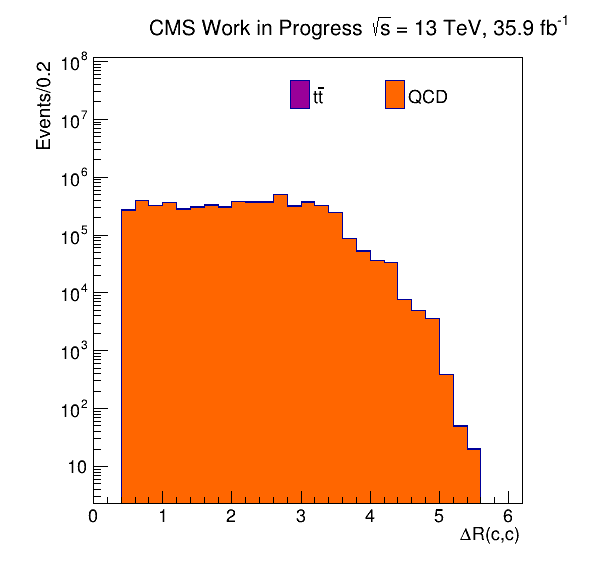 CMS Work in Progress √s = 13 TeV, 35.9 fb⁻¹
Events/0.2
tt̄ QCD
10⁸
10⁷
10⁶
10⁵
10⁴
10³
10²
10
0 1 2 3 4 5 6
ΔR(c,c)